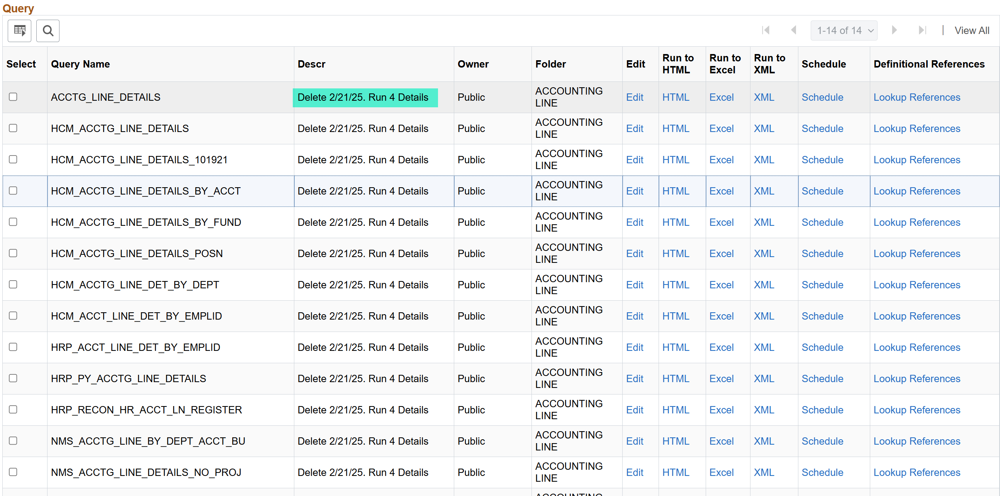 Query
1-14 of 14 | View All
Select Query Name Descr Owner Folder Edit Run to HTML Run to Excel Run to XML Schedule Definitional References
ACCTG_LINE_DETAILS Delete 2/21/25. Run 4 Details Public ACCOUNTING LINE Edit HTML Excel XML Schedule Lookup References
HCM_ACCTG_LINE_DETAILS Delete 2/21/25. Run 4 Details Public ACCOUNTING LINE Edit HTML Excel XML Schedule Lookup References
HCM_ACCTG_LINE_DETAILS_101921 Delete 2/21/25. Run 4 Details Public ACCOUNTING LINE Edit HTML Excel XML Schedule Lookup References
HCM_ACCTG_LINE_DETAILS_BY_ACCT Delete 2/21/25. Run 4 Details Public ACCOUNTING LINE Edit HTML Excel XML Schedule Lookup References
HCM_ACCTG_LINE_DETAILS_BY_FUND Delete 2/21/25. Run 4 Details Public ACCOUNTING LINE Edit HTML Excel XML Schedule Lookup References
HCM_ACCTG_LINE_DETAILS_POSN Delete 2/21/25. Run 4 Details Public ACCOUNTING LINE Edit HTML Excel XML Schedule Lookup References
HCM_ACCTG_LINE_DET_BY_DEPT Delete 2/21/25. Run 4 Details Public ACCOUNTING LINE Edit HTML Excel XML Schedule Lookup References
HCM_ACCT_LINE_DET_BY_EMPLID Delete 2/21/25. Run 4 Details Public ACCOUNTING LINE Edit HTML Excel XML Schedule Lookup References
HRP_ACCT_LINE_DET_BY_EMPLID Delete 2/21/25. Run 4 Details Public ACCOUNTING LINE Edit HTML Excel XML Schedule Lookup References
HRP_PY_ACCTG_LINE_DETAILS Delete 2/21/25. Run 4 Details Public ACCOUNTING LINE Edit HTML Excel XML Schedule Lookup References
HRP_RECON_HR_ACCT_LN_REGISTER Delete 2/21/25. Run 4 Details Public ACCOUNTING LINE Edit HTML Excel XML Schedule Lookup References
NMS_ACCTG_LINE_BY_DEPT_ACCT_BU Delete 2/21/25. Run 4 Details Public ACCOUNTING LINE Edit HTML Excel XML Schedule Lookup References
NMS_ACCTG_LINE_DETAILS_NO_PROJ Delete 2/21/25. Run 4 Details Public ACCOUNTING LINE Edit HTML Excel XML Schedule Lookup References